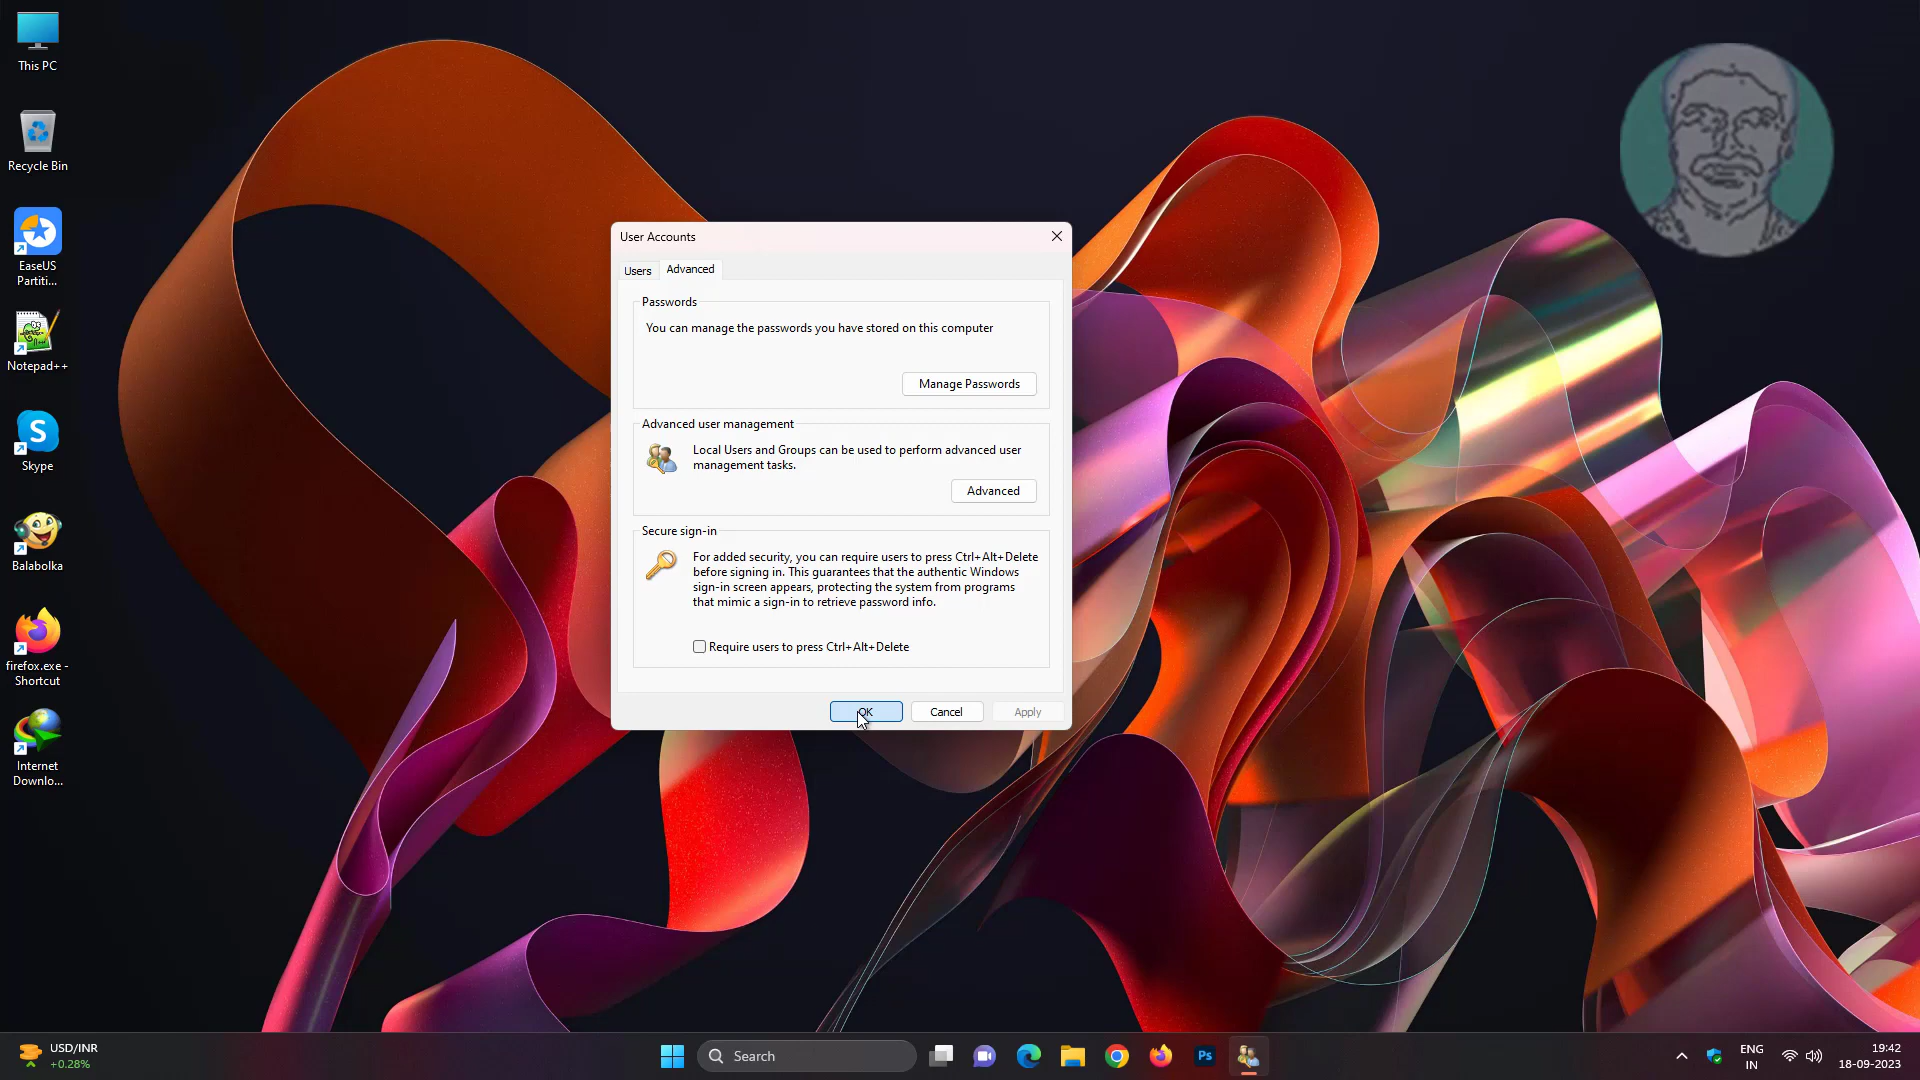 This PC
Recycle Bin
EaseUS
Partiti...
Notepad++
S
Skype
Balabolka
firefox.exe -
Shortcut
Internet
Downlo...
User Accounts
Users
Advanced
Passwords
You can manage the passwords you have stored on this computer
Manage Passwords
Advanced user management
Local Users and Groups can be used to perform advanced user
management tasks.
Advanced
Secure sign-in
For added security, you can require users to press Ctrl+Alt+Delete
before signing in. This guarantees that the authentic Windows
sign-in screen appears, protecting the system from programs
that mimic a sign-in to retrieve password info.
Require users to press Ctrl+Alt+Delete
OK
Cancel
Apply
USD/INR
+0.28%
Search
Ps
ENG
IN
19:42
18-09-2023